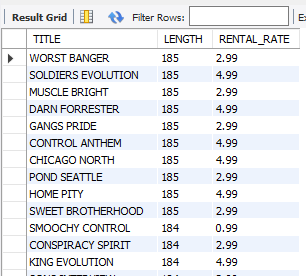 Result Grid Filter Rows: E
TITLE LENGTH RENTAL_RATE
WORST BANGER 185 2.99
SOLDIERS EVOLUTION 185 4.99
MUSCLE BRIGHT 185 2.99
DARN FORRESTER 185 4.99
GANGS PRIDE 185 2.99
CONTROL ANTHEM 185 4.99
CHICAGO NORTH 185 4.99
POND SEATTLE 185 2.99
HOME PITY 185 4.99
SWEET BROTHERHOOD 185 2.99
SMOOCHY CONTROL 184 0.99
CONSPIRACY SPIRIT 184 2.99
KING EVOLUTION 184 4.99